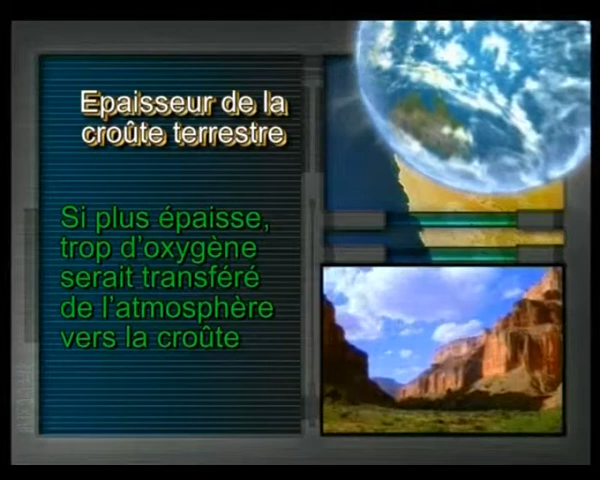 Epaisseur de la
croûte terrestre
Si plus épaisse,
trop d'oxygène
serait transféré
de l'atmosphère
vers la croûte